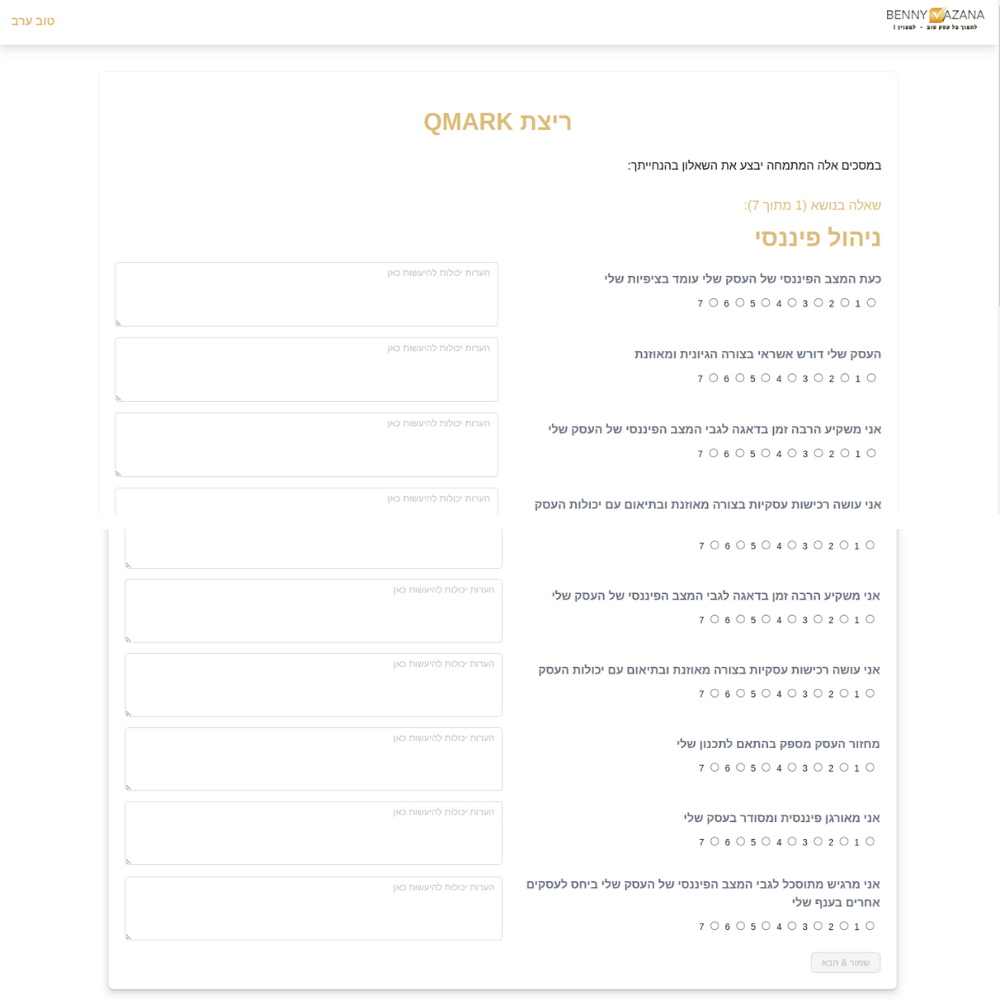 BENNY AZANA
לתמוך בכל עסק טוב - למצוין !
טוב ערב
ריצת QMARK
במסכים אלה המתמחה יבצע את השאלון בהנחייתך:
שאלה בנושא (1 מתוך 7):
ניהול פיננסי
כעת המצב הפיננסי של העסק שלי עומד בציפיות שלי
1 2 3 4 5 6 7
הערות יכולות להיעשות כאן
העסק שלי דורש אשראי בצורה הגיונית ומאוזנת
1 2 3 4 5 6 7
הערות יכולות להיעשות כאן
אני משקיע הרבה זמן בדאגה לגבי המצב הפיננסי של העסק שלי
1 2 3 4 5 6 7
הערות יכולות להיעשות כאן
אני עושה רכישות עסקיות בצורה מאוזנת ובתיאום עם יכולות העסק
הערות יכולות להיעשות כאן
1 2 3 4 5 6 7
אני משקיע הרבה זמן בדאגה לגבי המצב הפיננסי של העסק שלי
1 2 3 4 5 6 7
הערות יכולות להיעשות כאן
אני עושה רכישות עסקיות בצורה מאוזנת ובתיאום עם יכולות העסק
1 2 3 4 5 6 7
הערות יכולות להיעשות כאן
מחזור העסק מספק בהתאם לתכנון שלי
1 2 3 4 5 6 7
הערות יכולות להיעשות כאן
אני מאורגן פיננסית ומסודר בעסק שלי
1 2 3 4 5 6 7
הערות יכולות להיעשות כאן
אני מרגיש מתוסכל לגבי המצב הפיננסי של העסק שלי ביחס לעסקים
אחרים בענף שלי
1 2 3 4 5 6 7
הערות יכולות להיעשות כאן
שמור & הבא